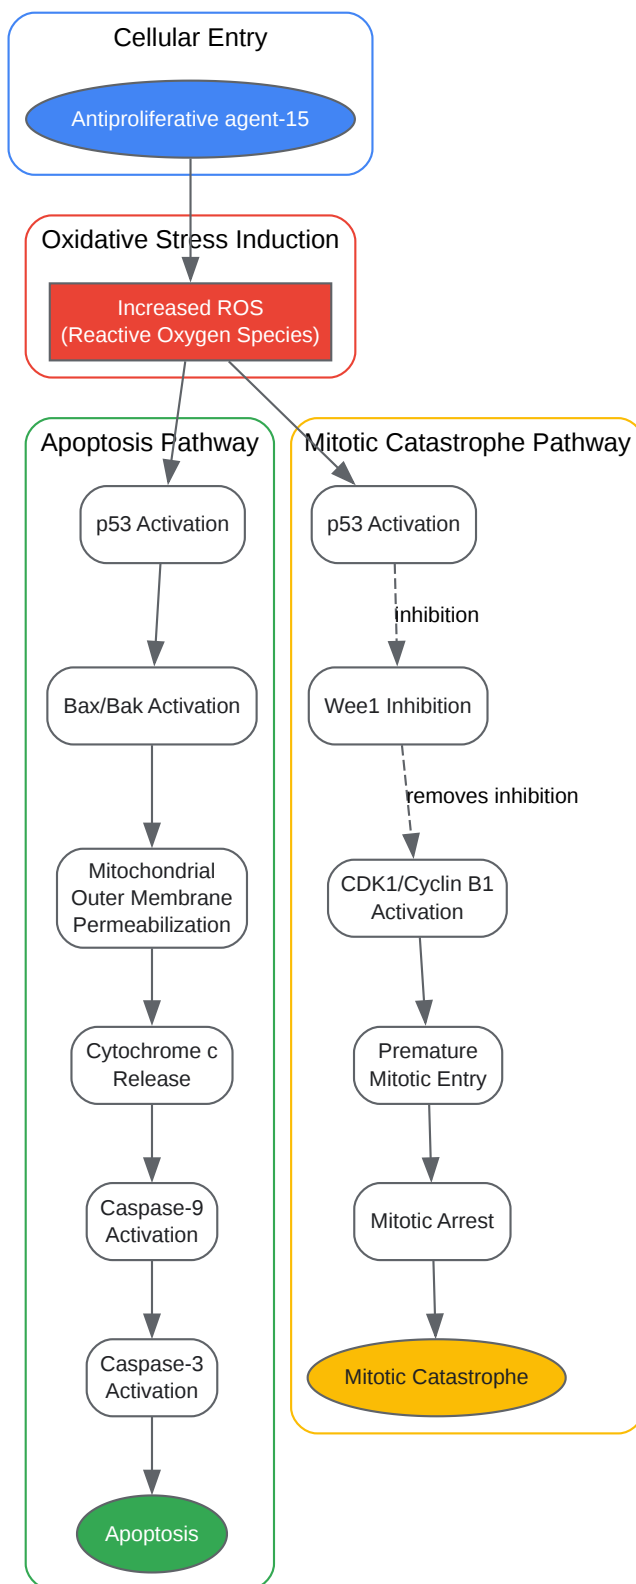 Cellular Entry
Antiproliferative agent-15
Oxidative Stress Induction
Increased ROS
(Reactive Oxygen Species)
Apoptosis Pathway
p53 Activation
Bax/Bak Activation
Mitochondrial
Outer Membrane
Permeabilization
Cytochrome c
Release
Caspase-9
Activation
Caspase-3
Activation
Apoptosis
Mitotic Catastrophe Pathway
p53 Activation
inhibition
Wee1 Inhibition
removes inhibition
CDK1/Cyclin B1
Activation
Premature
Mitotic Entry
Mitotic Arrest
Mitotic Catastrophe